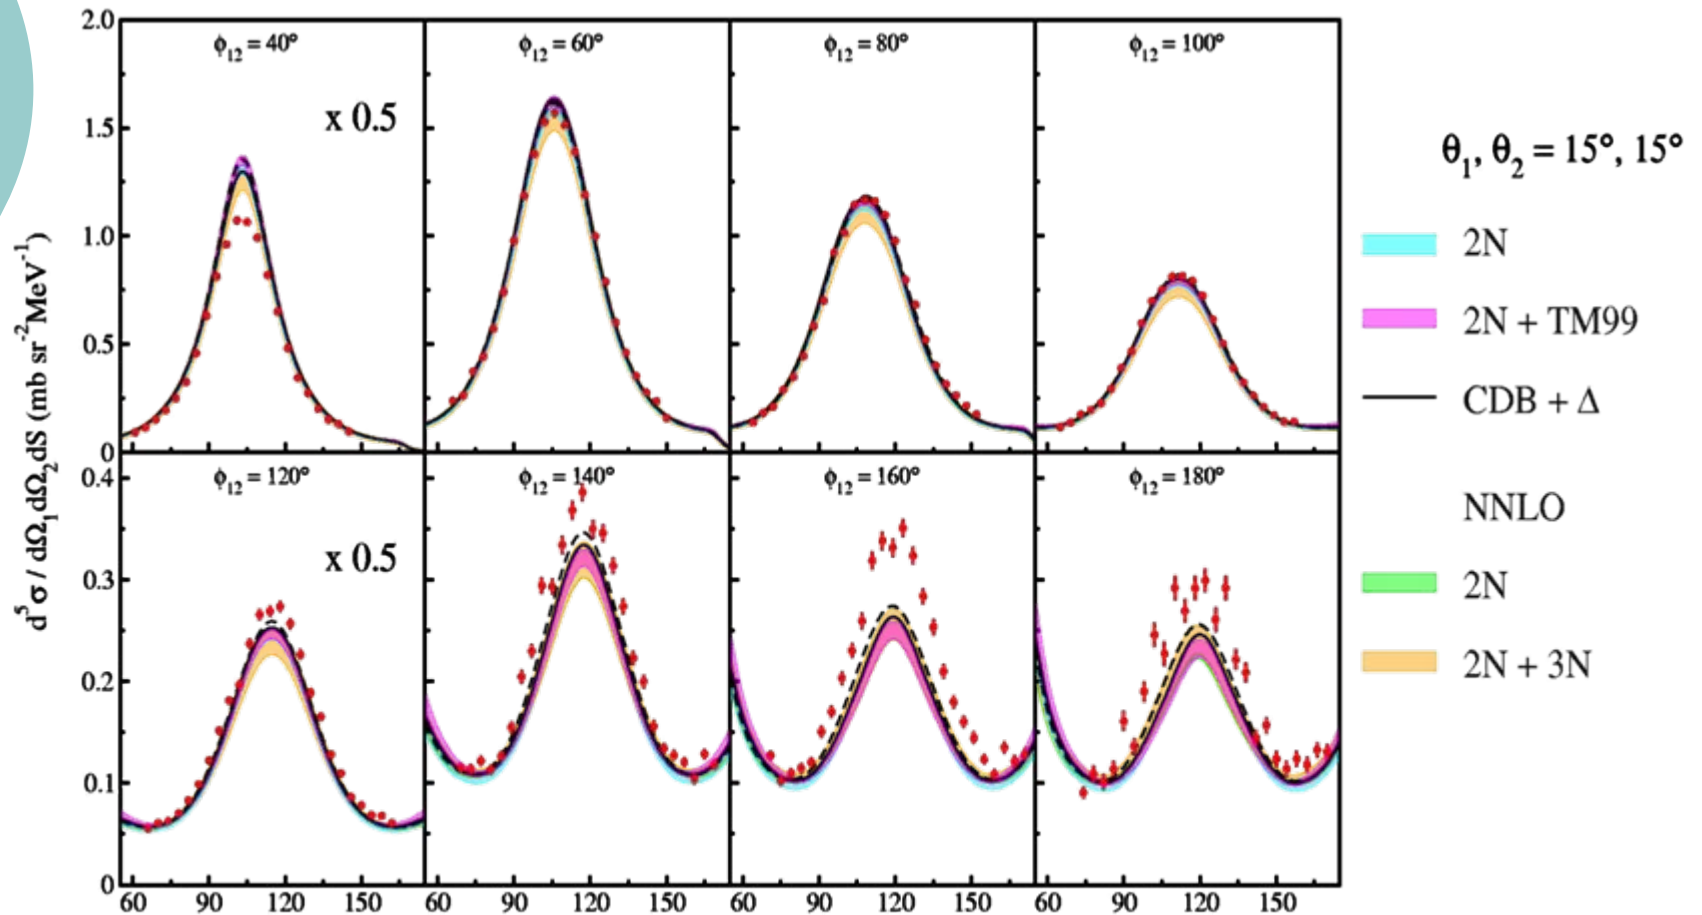 2.0
1.5
1.0
0.5
0
ϕ12 = 40°
ϕ12 = 60°
ϕ12 = 80°
ϕ12 = 100°
x 0.5
0.4
0.3
0.2
0.1
0
ϕ12 = 120°
ϕ12 = 140°
ϕ12 = 160°
ϕ12 = 180°
x 0.5
60 90 120 150 60 90 120 150 60 90 120 150 60 90 120 150
d⁵σ / dΩ₁dΩ₂dS (mb sr⁻²MeV⁻¹)
θ₁, θ₂ = 15°, 15°
2N
2N + TM99
CDB + Δ
NNLO
2N
2N + 3N